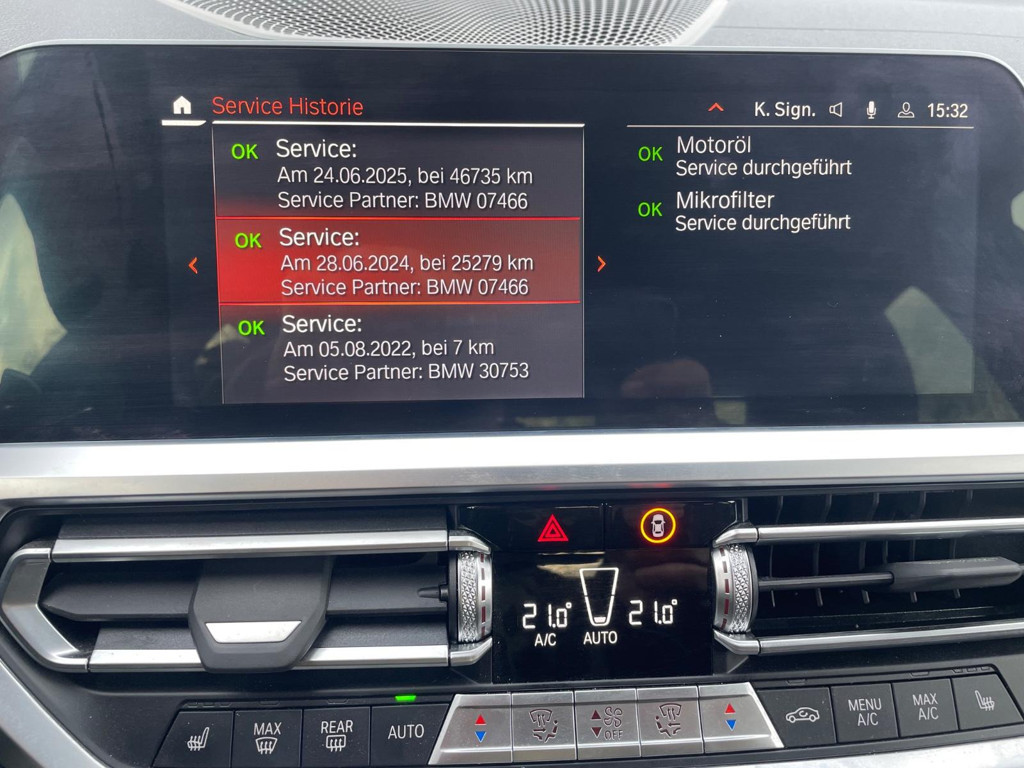 Service Historie
K. Sign. 15:32
OK Service:
Am 24.06.2025, bei 46735 km
Service Partner: BMW 07466
OK Service:
Am 28.06.2024, bei 25279 km
Service Partner: BMW 07466
OK Service:
Am 05.08.2022, bei 7 km
Service Partner: BMW 30753
OK Motoröl
Service durchgeführt
OK Mikrofilter
Service durchgeführt
21.0° 21.0°
A/C AUTO
MAX
REAR
AUTO
OFF
MENU
A/C
MAX
A/C